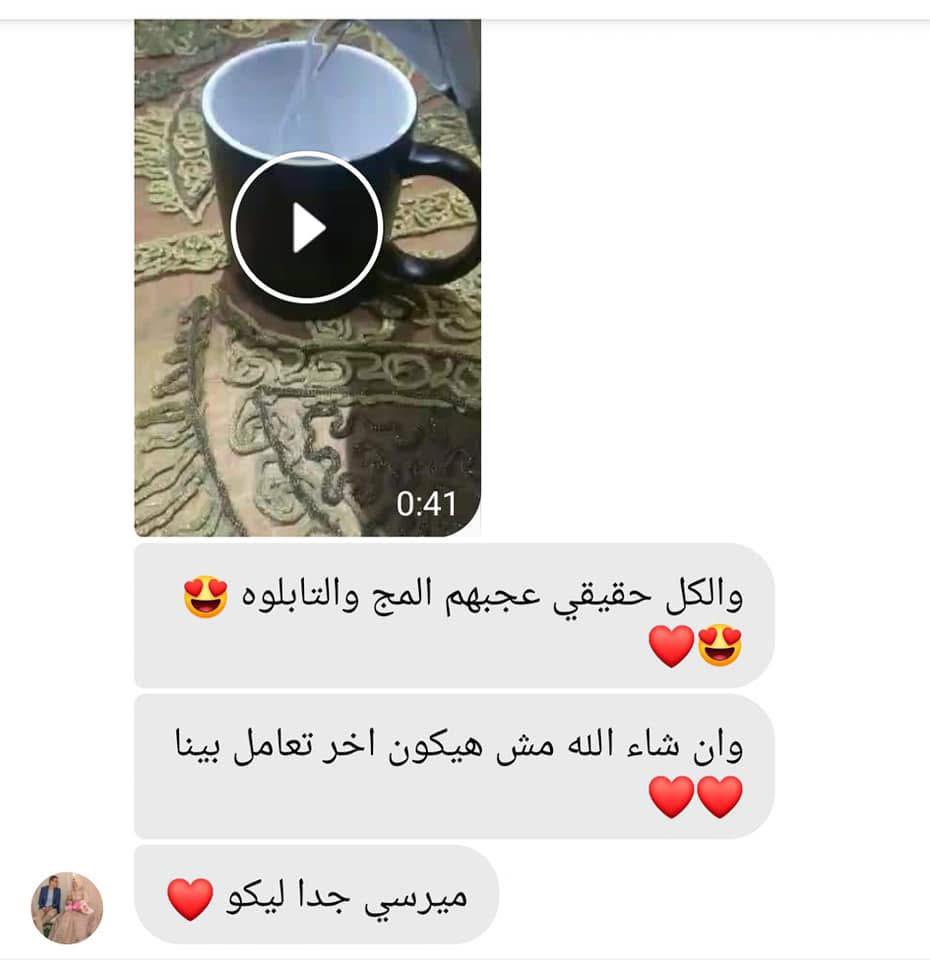 0:41
والكل حقيقي عجبهم المج والتابلوه 😍
😍❤️
وان شاء الله مش هيكون اخر تعامل بينا
❤️❤️
ميرسي جدا ليكو ❤️